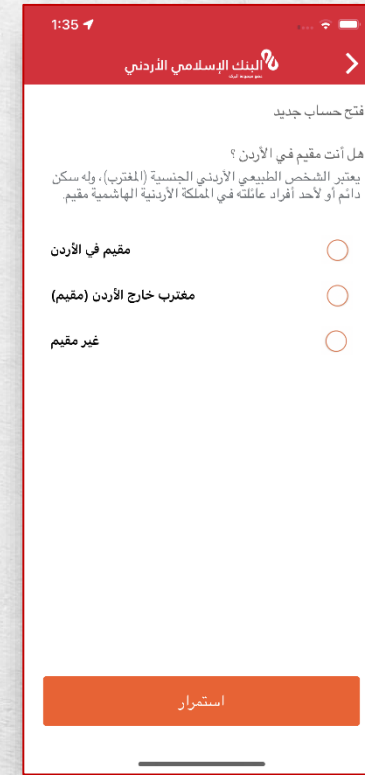 1:35
البنك الإسلامي الأردني
فتح حساب جديد
هل أنت مقيم في الأردن ؟
يعتبر الشخص الطبيعي الأردني الجنسية (المغترب)، وله سكن
دائم أو لأحد أفراد عائلته في المملكة الأردنية الهاشمية مقيم.
مقيم في الأردن
مغترب خارج الأردن (مقيم)
غير مقيم
استمرار